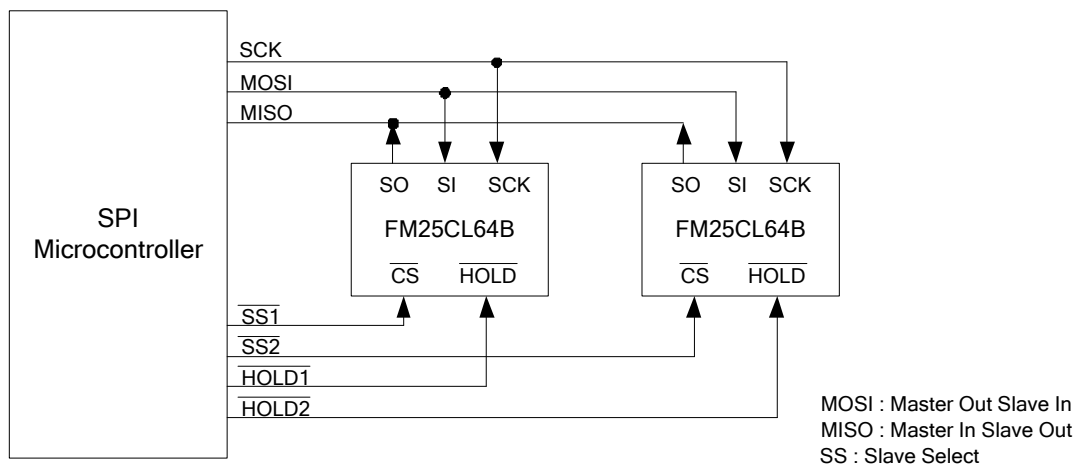 SCK
MOSI
MISO
SO SI SCK
FM25CL64B
CS HOLD
SO SI SCK
FM25CL64B
CS HOLD
SPI
Microcontroller
SS1
SS2
HOLD1
HOLD2
MOSI : Master Out Slave In
MISO : Master In Slave Out
SS : Slave Select